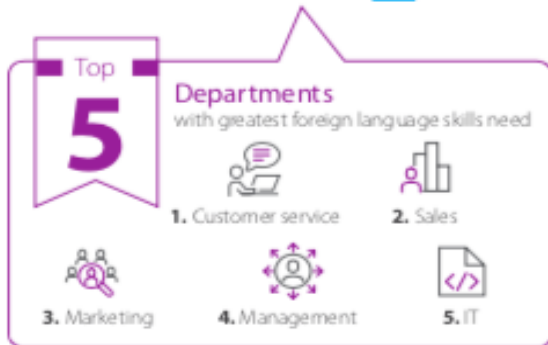 Top
5
Departments
with greatest foreign language skills need
1. Customer service
2. Sales
3. Marketing
4. Management
5. IT